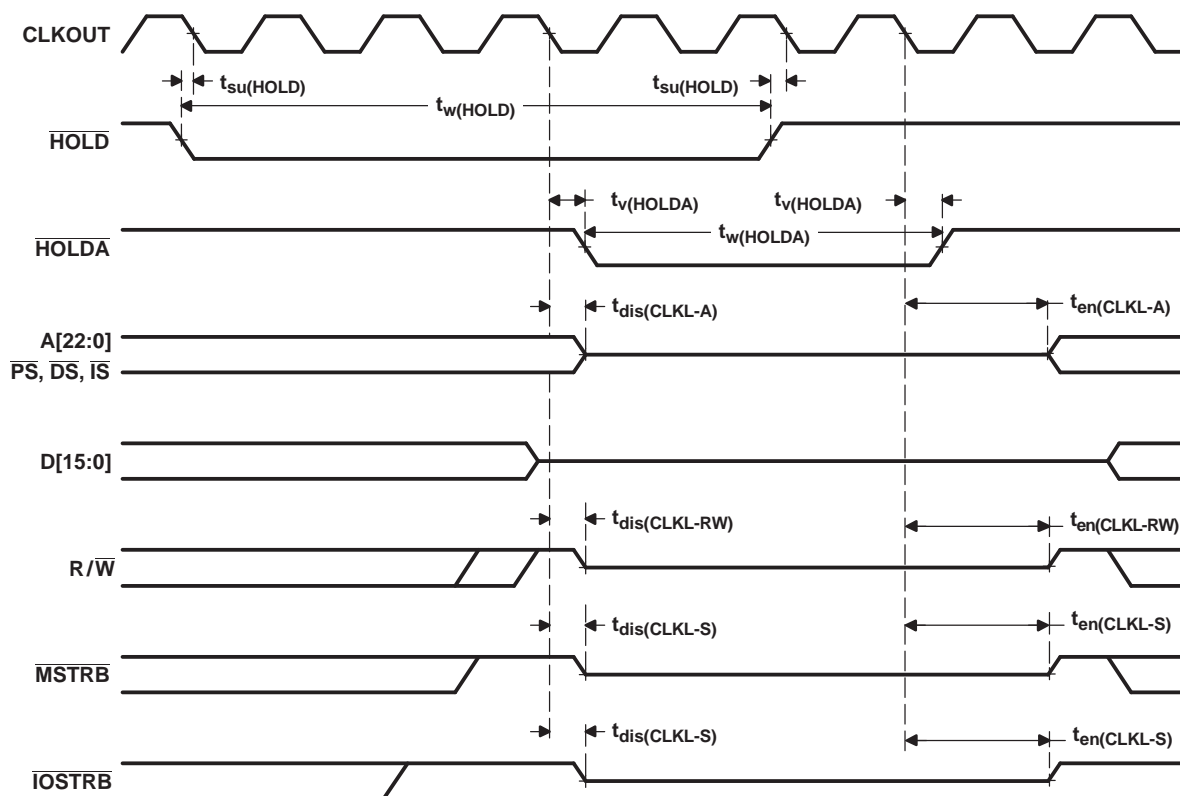 CLKOUT
tsu(HOLD)
tsu(HOLD)
tw(HOLD)
HOLD
tv(HOLDA)
tv(HOLDA)
tw(HOLDA)
HOLDA
tdis(CLKL-A)
ten(CLKL-A)
A[22:0]
PS, DS, IS
D[15:0]
tdis(CLKL-RW)
ten(CLKL-RW)
R/W
tdis(CLKL-S)
ten(CLKL-S)
MSTRB
tdis(CLKL-S)
ten(CLKL-S)
IOSTRB